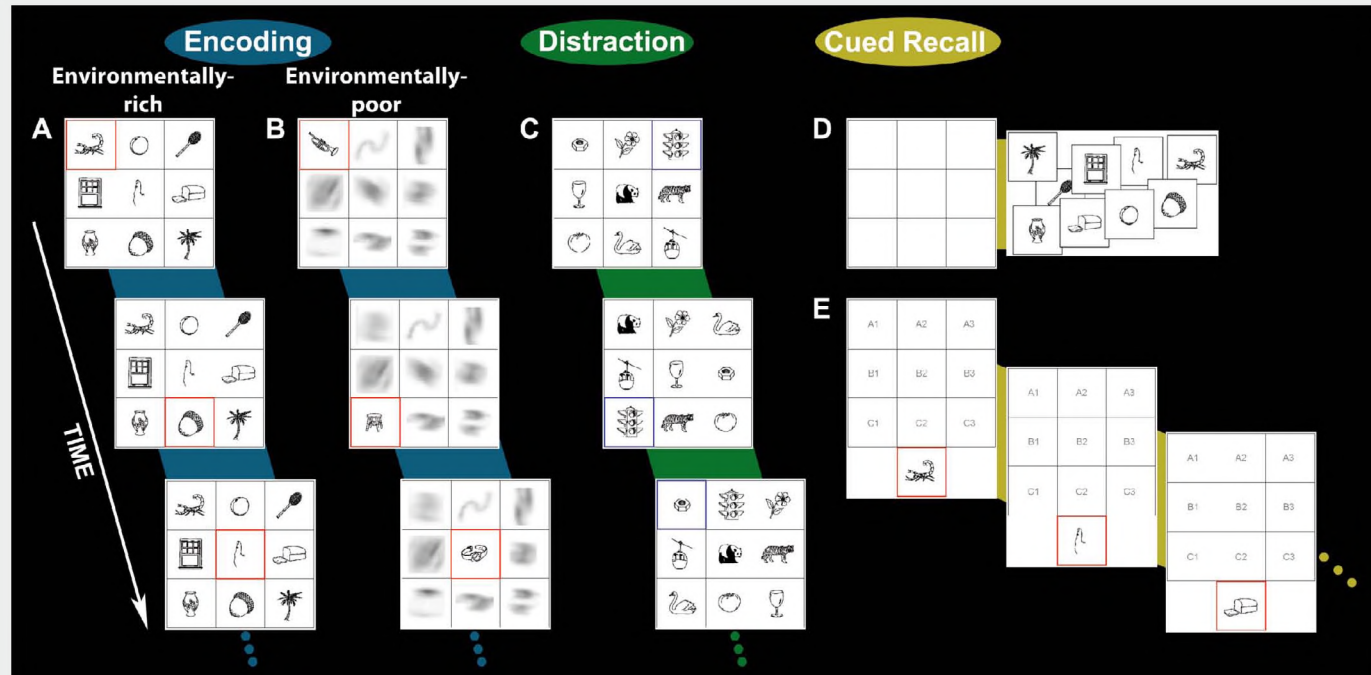 Encoding
Distraction
Cued Recall
Environmentally-
rich
Environmentally-
poor
A
B
C
D
E
TIME
A1 A2 A3
B1 B2 B3
C1 C2 C3
A1 A2 A3
B1 B2 B3
C1 C2 C3
A1 A2 A3
B1 B2 B3
C1 C2 C3